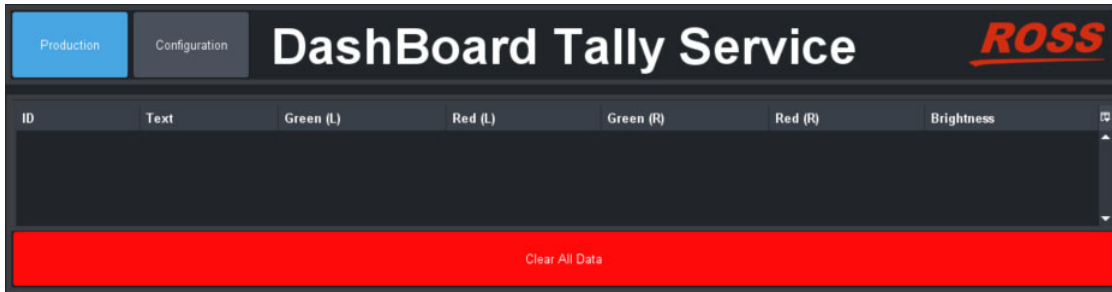 Production
Configuration
DashBoard Tally Service
ROSS
ID Text Green (L) Red (L) Green (R) Red (R) Brightness
Clear All Data